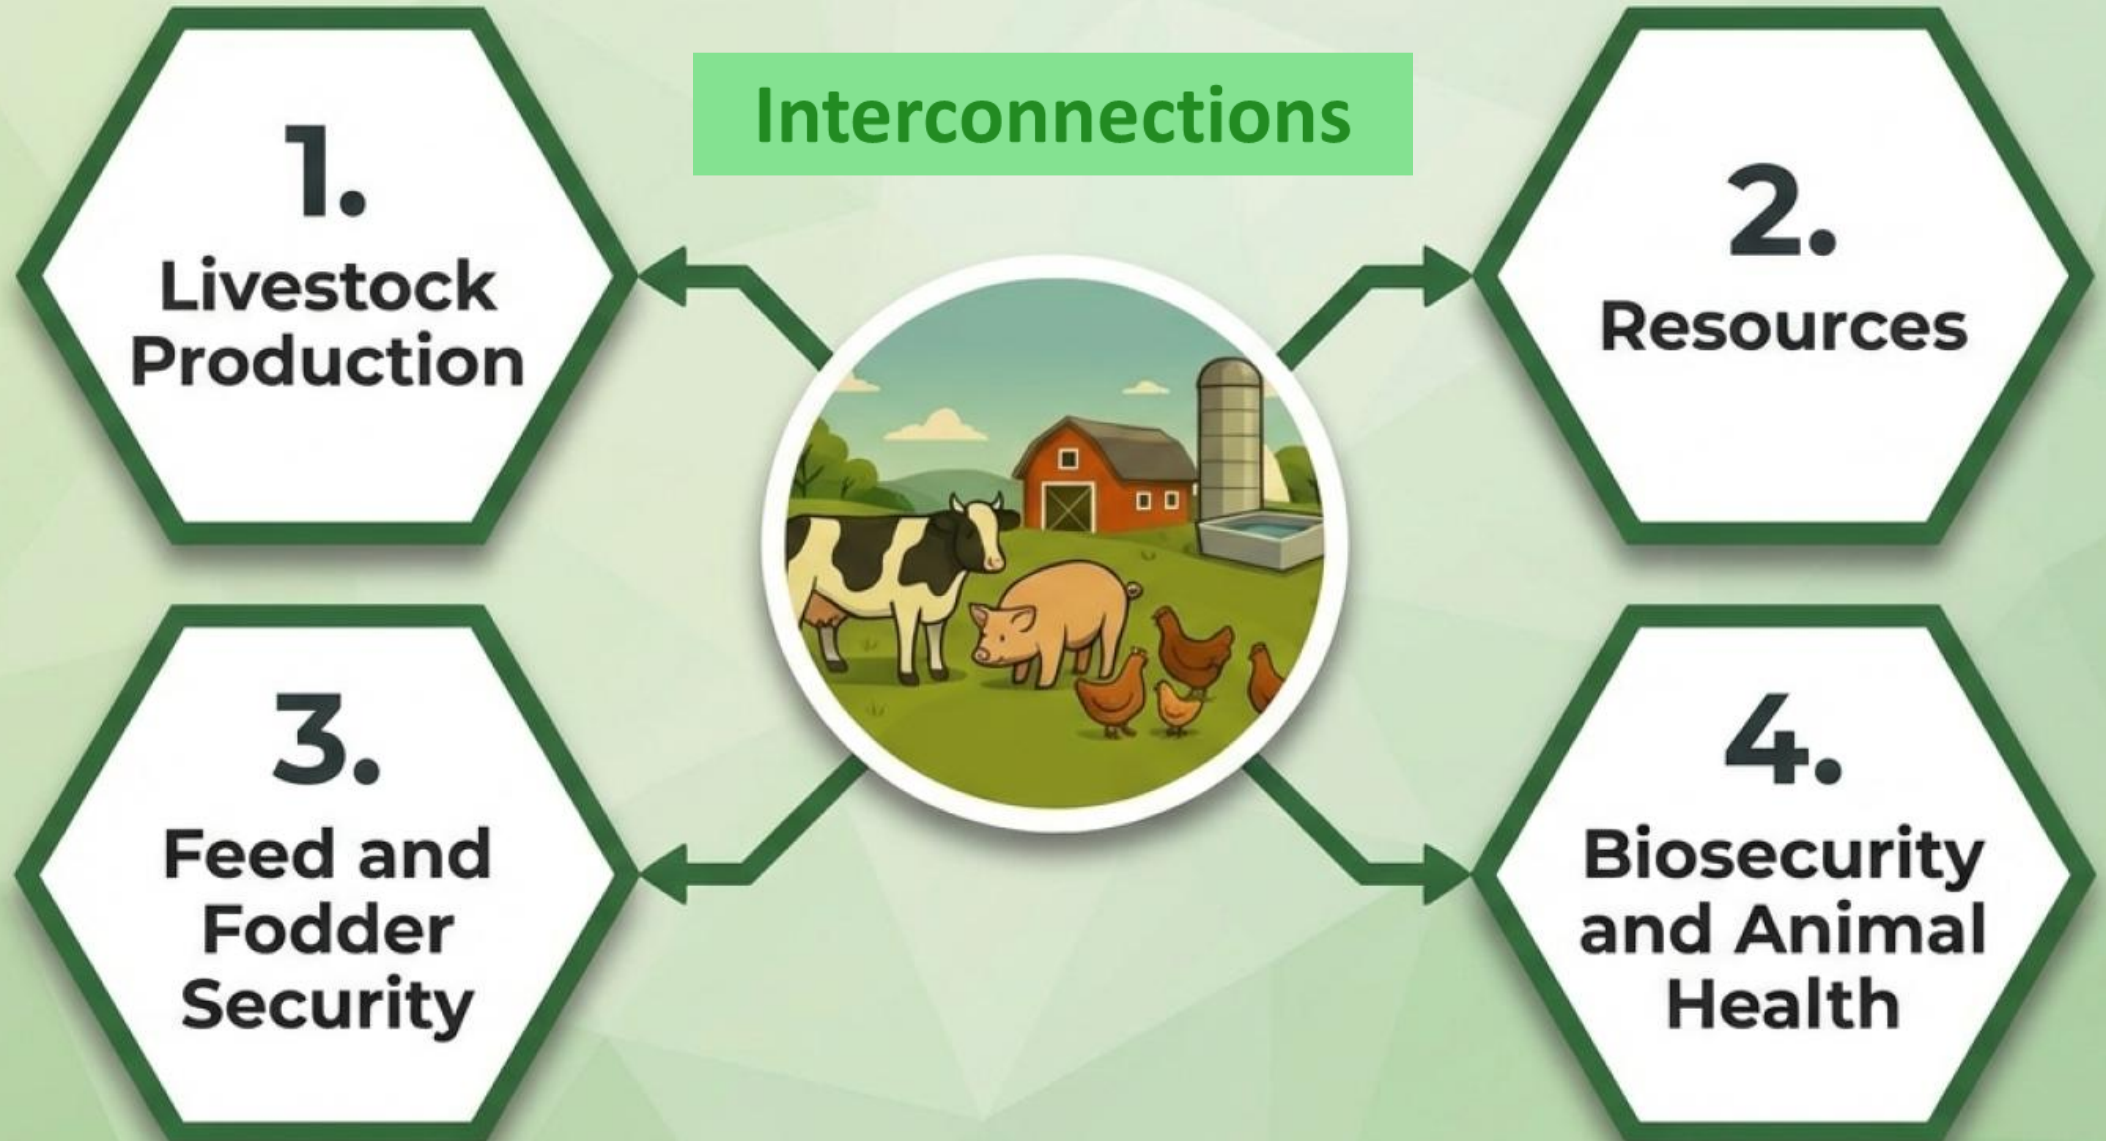 Interconnections
1.
Livestock
Production
2.
Resources
3.
Feed and
Fodder
Security
4.
Biosecurity
and Animal
Health